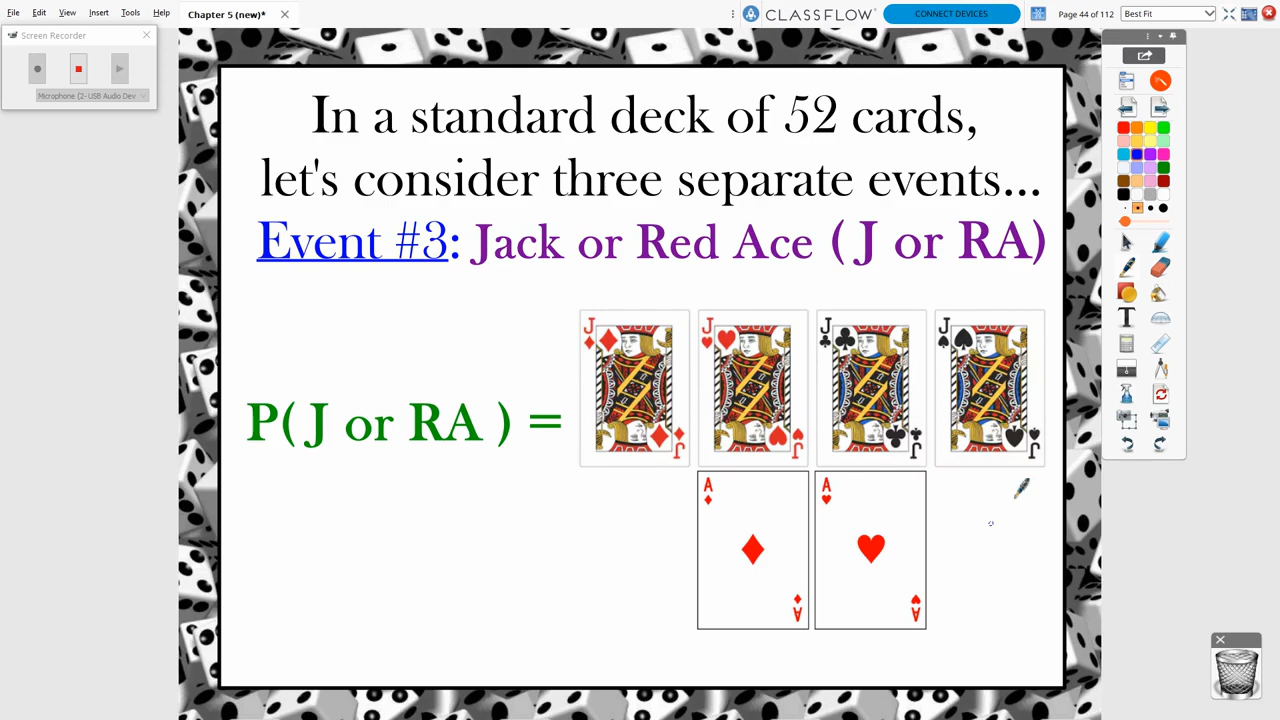 File Edit View Insert Tools Help
Chapter 5 (new)*
CLASSFLOW
CONNECT DEVICES
Page 44 of 112
Best Fit
Screen Recorder
Microphone (2- USB Audio Dev
In a standard deck of 52 cards,
let's consider three separate events...
Event #3: Jack or Red Ace ( J or RA)
P( J or RA ) =
J J J J
J J J J
A A
A A
T